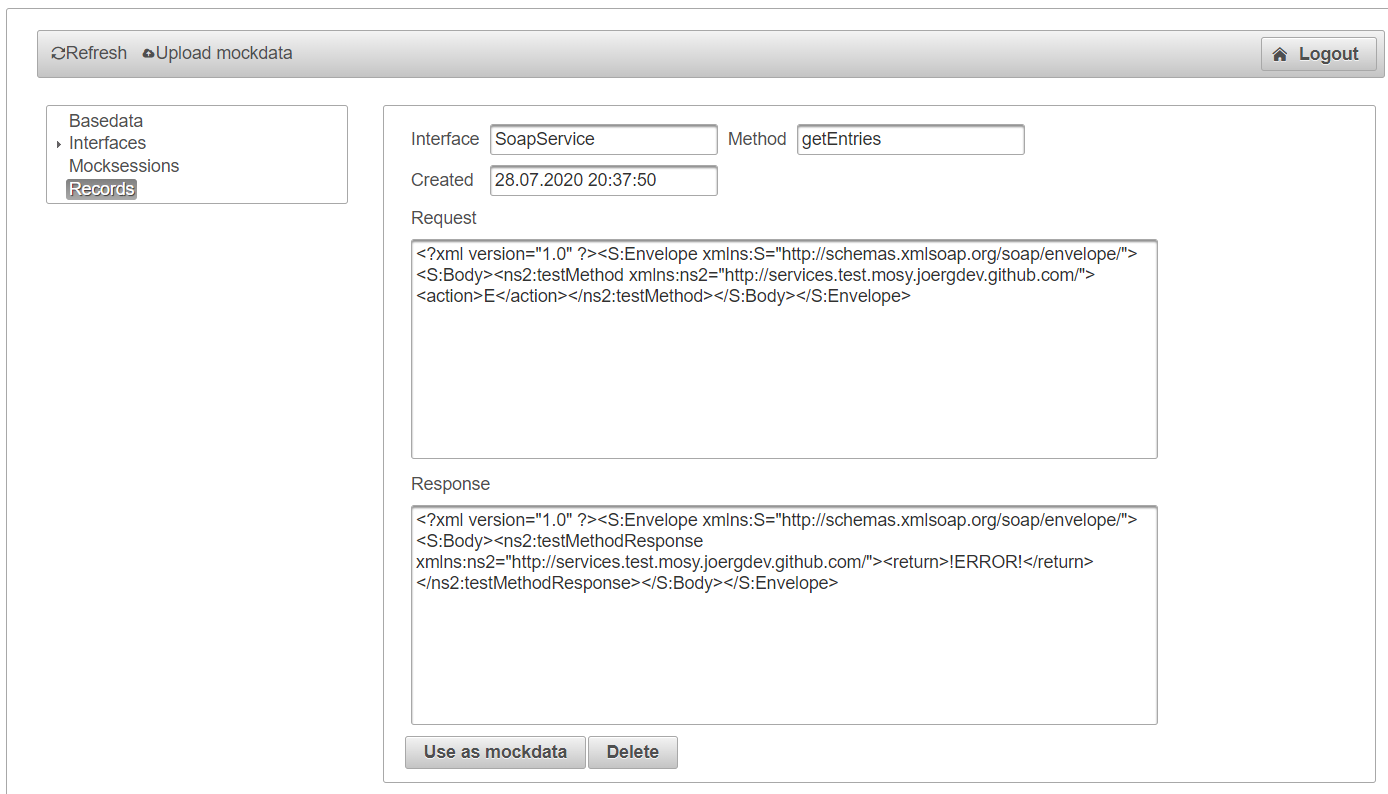 Refresh Upload mockdata Logout
Basedata
Interfaces
Mocksessions
Records
Interface SoapService Method getEntries
Created 28.07.2020 20:37:50
Request
<?xml version="1.0" ?><S:Envelope xmlns:S="http://schemas.xmlsoap.org/soap/envelope/">
<S:Body><ns2:testMethod xmlns:ns2="http://services.test.mosy.joergdev.github.com/">
<action>E</action></ns2:testMethod></S:Body></S:Envelope>
Response
<?xml version="1.0" ?><S:Envelope xmlns:S="http://schemas.xmlsoap.org/soap/envelope/">
<S:Body><ns2:testMethodResponse
xmlns:ns2="http://services.test.mosy.joergdev.github.com/"><return>!ERROR!</return>
</ns2:testMethodResponse></S:Body></S:Envelope>
Use as mockdata Delete